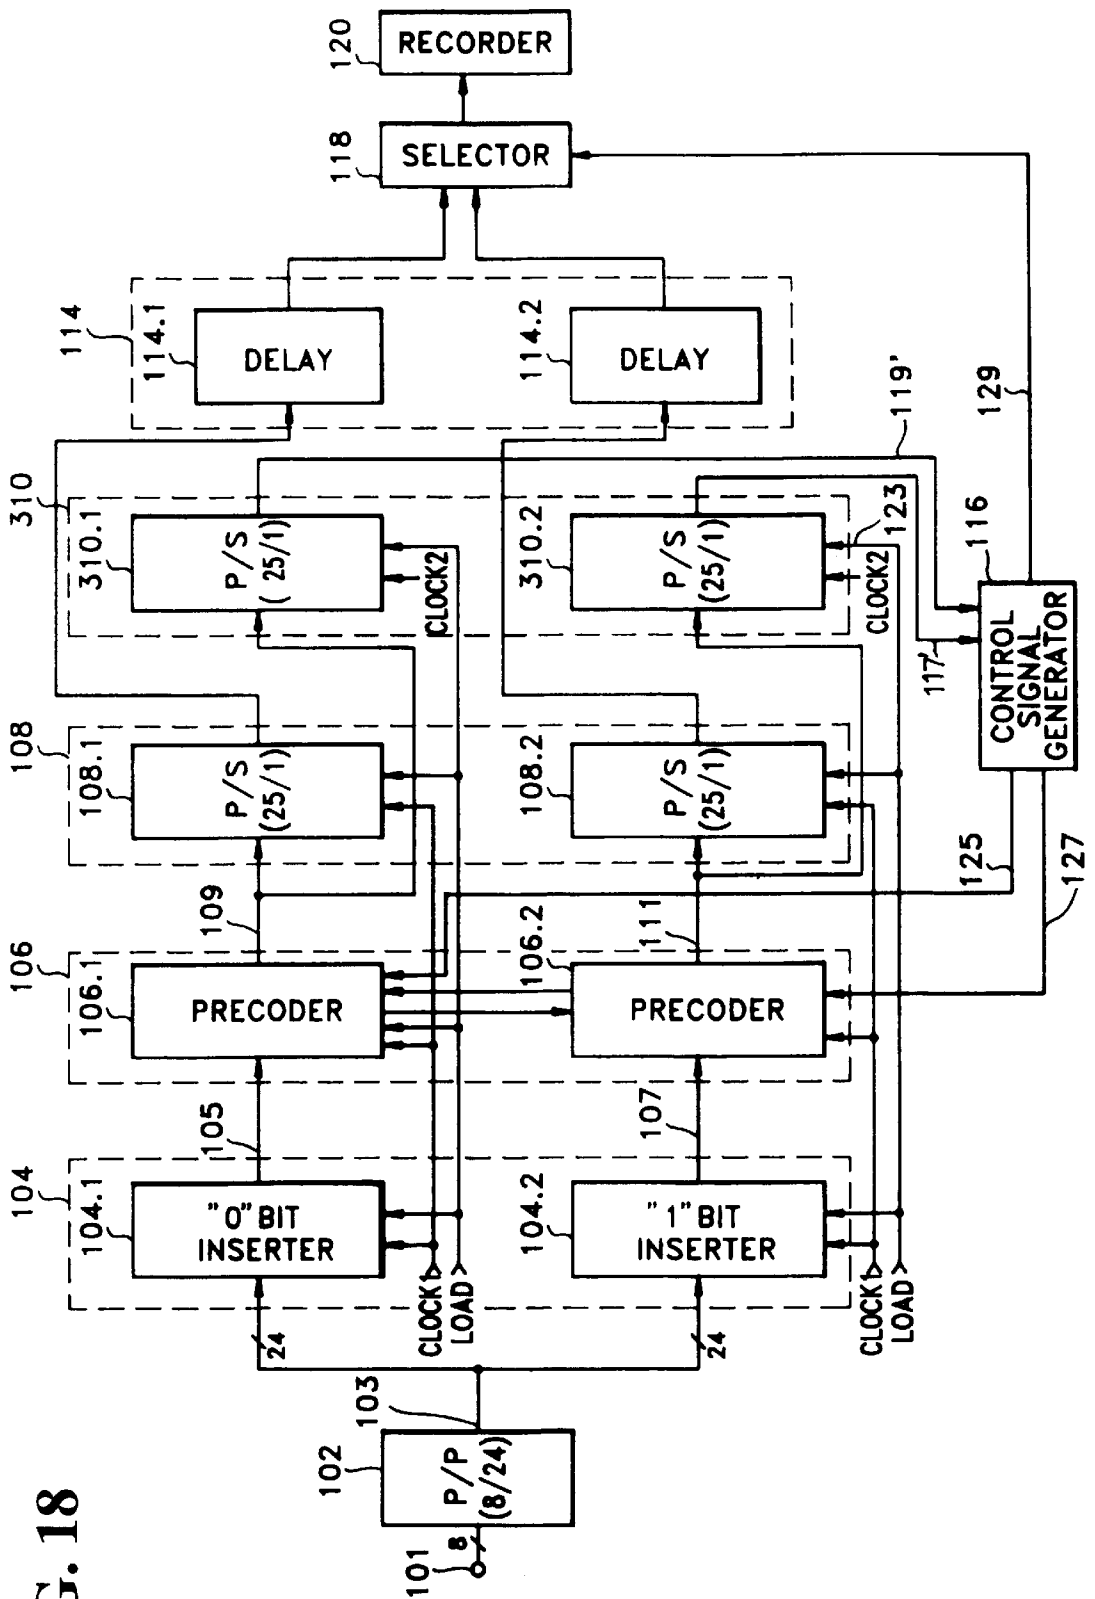 G. 18
101
8
102
P/P
(8/24)
103
24
24
104
104.1
"0" BIT
INSERTER
104.2
"1" BIT
INSERTER
CLOCK1
LOAD
CLOCK1
LOAD
105
107
106
106.1
PRECODER
106.2
PRECODER
109
111
108
108.1
P/S
(25/1)
108.2
P/S
(25/1)
125
127
310
310.1
P/S
(25/1)
CLOCK2
310.2
P/S
(25/1)
CLOCK2
123
117'
119'
116
CONTROL
SIGNAL
GENERATOR
129
114
114.1
DELAY
114.2
DELAY
118
SELECTOR
120
RECORDER